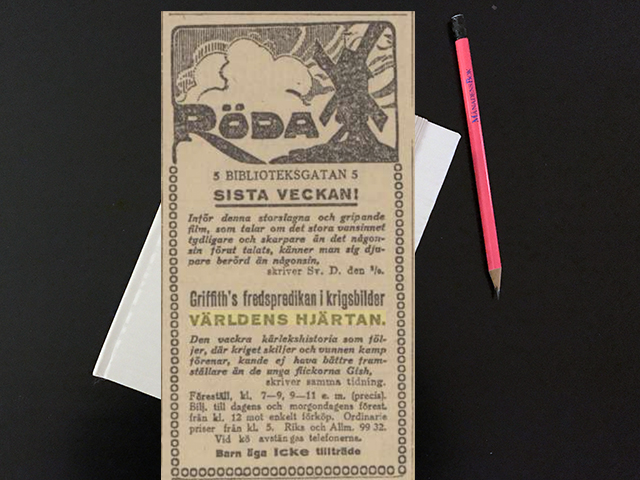 RÖDA
5 BIBLIOTEKSGATAN 5
SISTA VECKAN!
Inför denna storslagna och gripande
film, som talar om det stora vansinnet
tydligare och skarpare än det någon-
sin förut talats, känner man sig dju-
pare berörd än någonsin,
skriver Sv. D. den
Griffith's fredspredikan i krigsbilder
VÄRLDENS HJÄRTAN.
Den vackra kärlekshistoria som föl-
jer, där kriget skiljer och vunnen kamp
förenar, kunde ej hava bättre fram-
ställare än de unga flickorna Gish,
skriver samma tidning.
Föreställ, kl. 7—9, 9—11 e. m. (precis).
Bilj. till dagens och morgondagens förest.
från kl. 12 mot enkelt förköp. Ordinarie
priser från kl. 5. Riks och Allm. 99 32.
Vid kö avstängas telefonerna.
Barn äga icke tillträde
MÅNADENS BOK